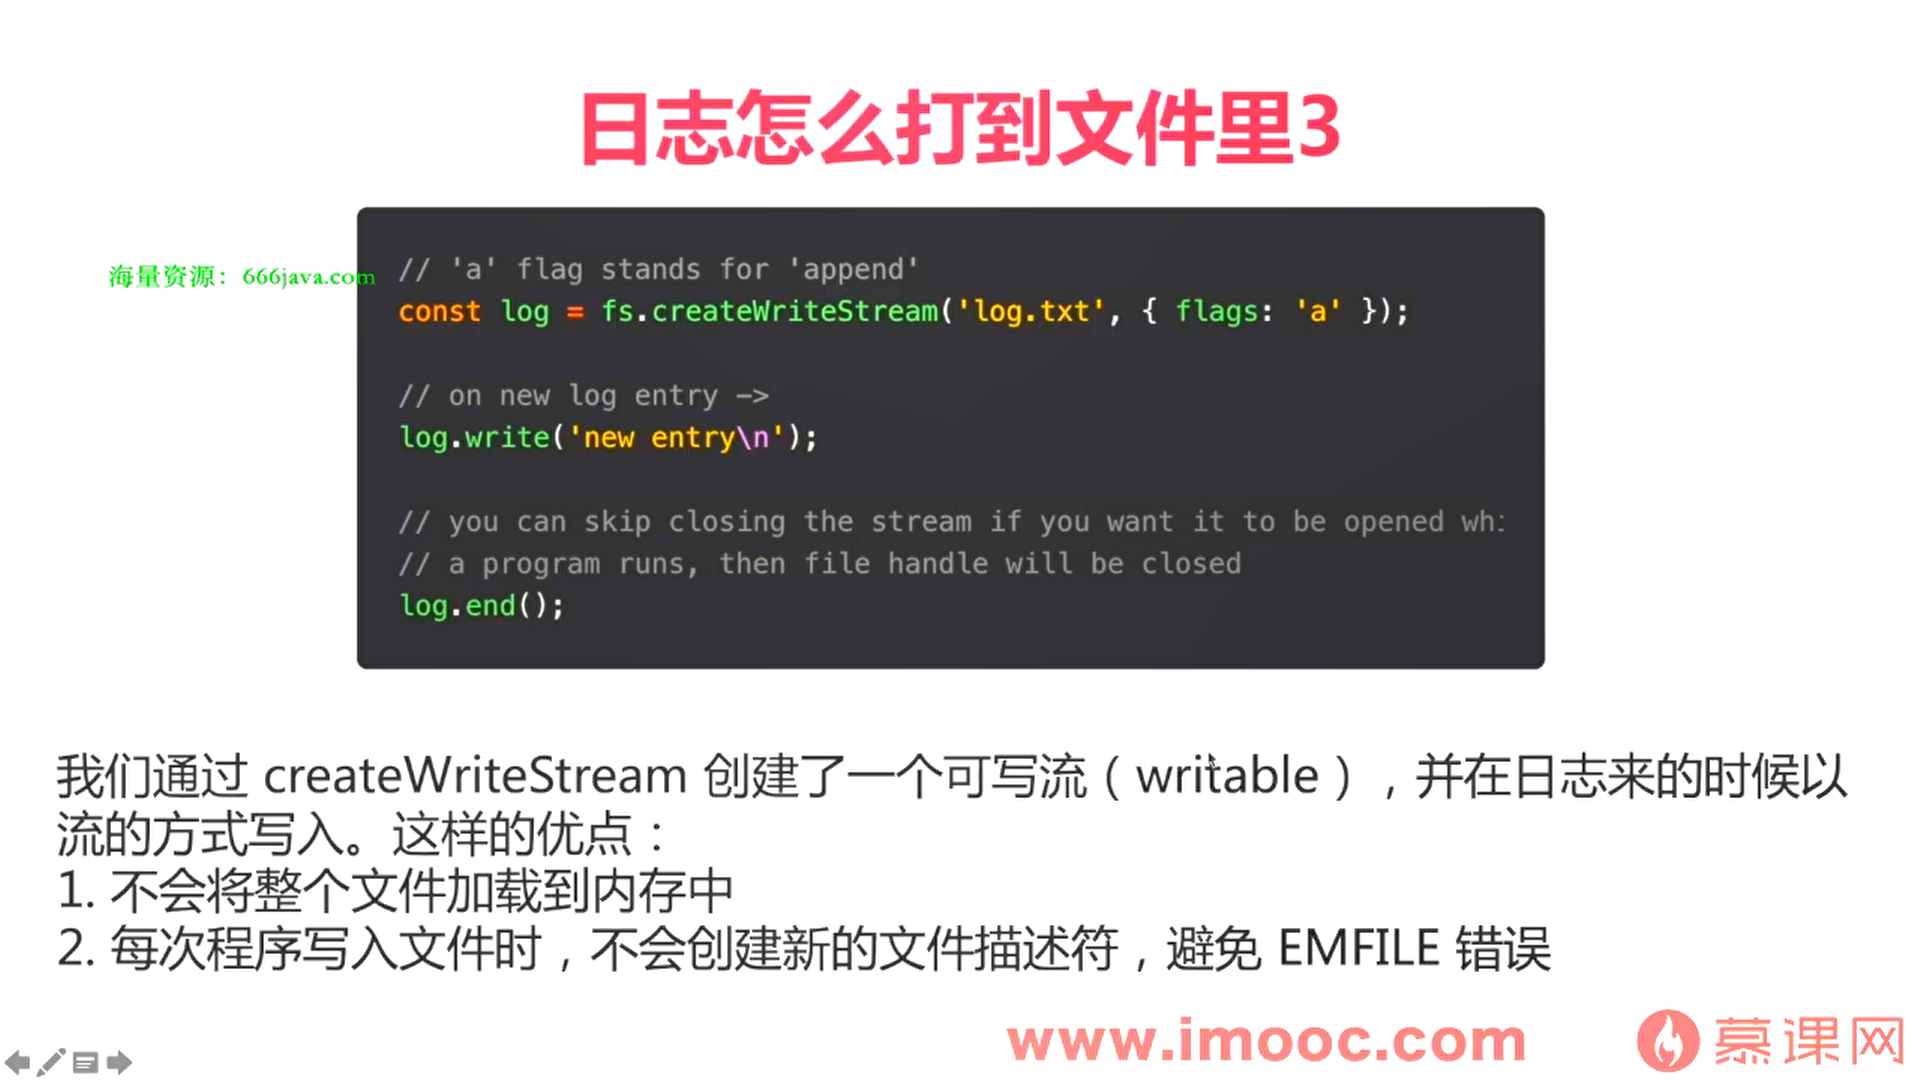 日志怎么打到文件里3
海量资源：666java.com
// 'a' flag stands for 'append'
const log = fs.createWriteStream('log.txt', { flags: 'a' });
// on new log entry ->
log.write('new entry\n');
// you can skip closing the stream if you want it to be opened
// a program runs, then file handle will be closed
log.end();
我们通过 createWriteStream 创建了一个可写流（writable），并在日志来的时候以
流的方式写入。这样的优点：
1. 不会将整个文件加载到内存中
2. 每次程序写入文件时，不会创建新的文件描述符，避免 EMFILE 错误
www.imooc.com
慕课网